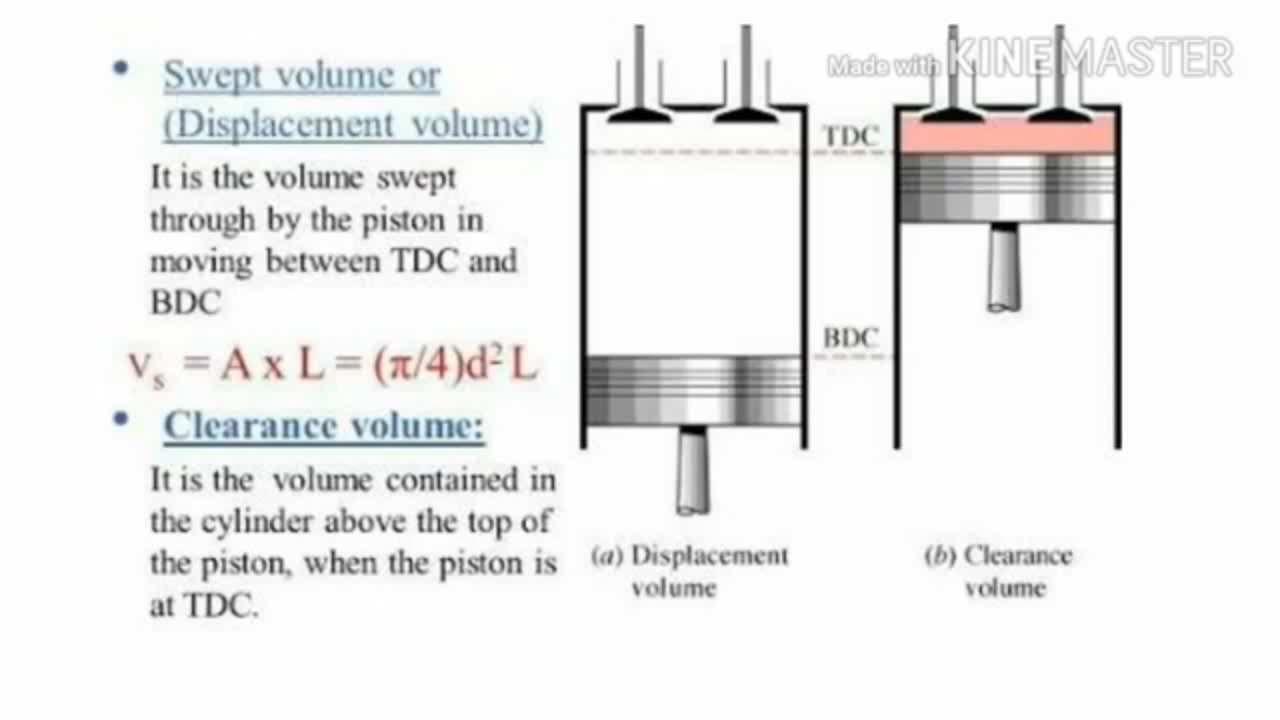 Made with KINEMASTER
• Swept volume or
(Displacement volume)
It is the volume swept
through by the piston in
moving between TDC and
BDC
Vₛ = A x L = (π/4)d² L
• Clearance volume:
It is the volume contained in
the cylinder above the top of
the piston, when the piston is
at TDC.
TDC
BDC
(a) Displacement
volume
(b) Clearance
volume